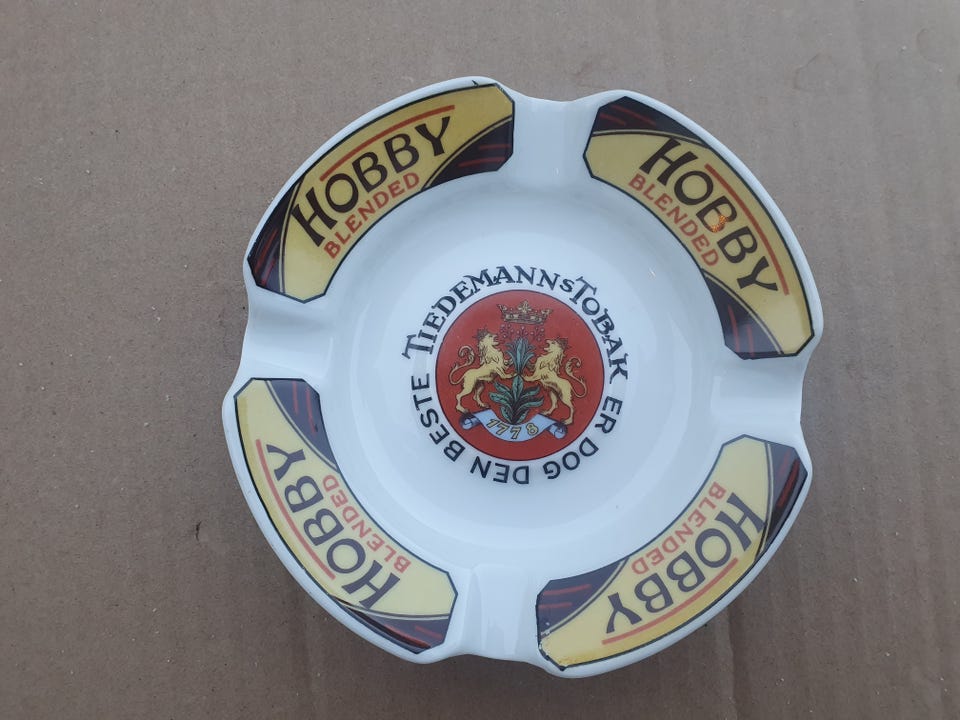 HOBBY
BLENDED
HOBBY
BLENDED
TIEDEMANNS TOBAK ER DOG DEN BESTE
1778
HOBBY
BLENDED
HOBBY
BLENDED